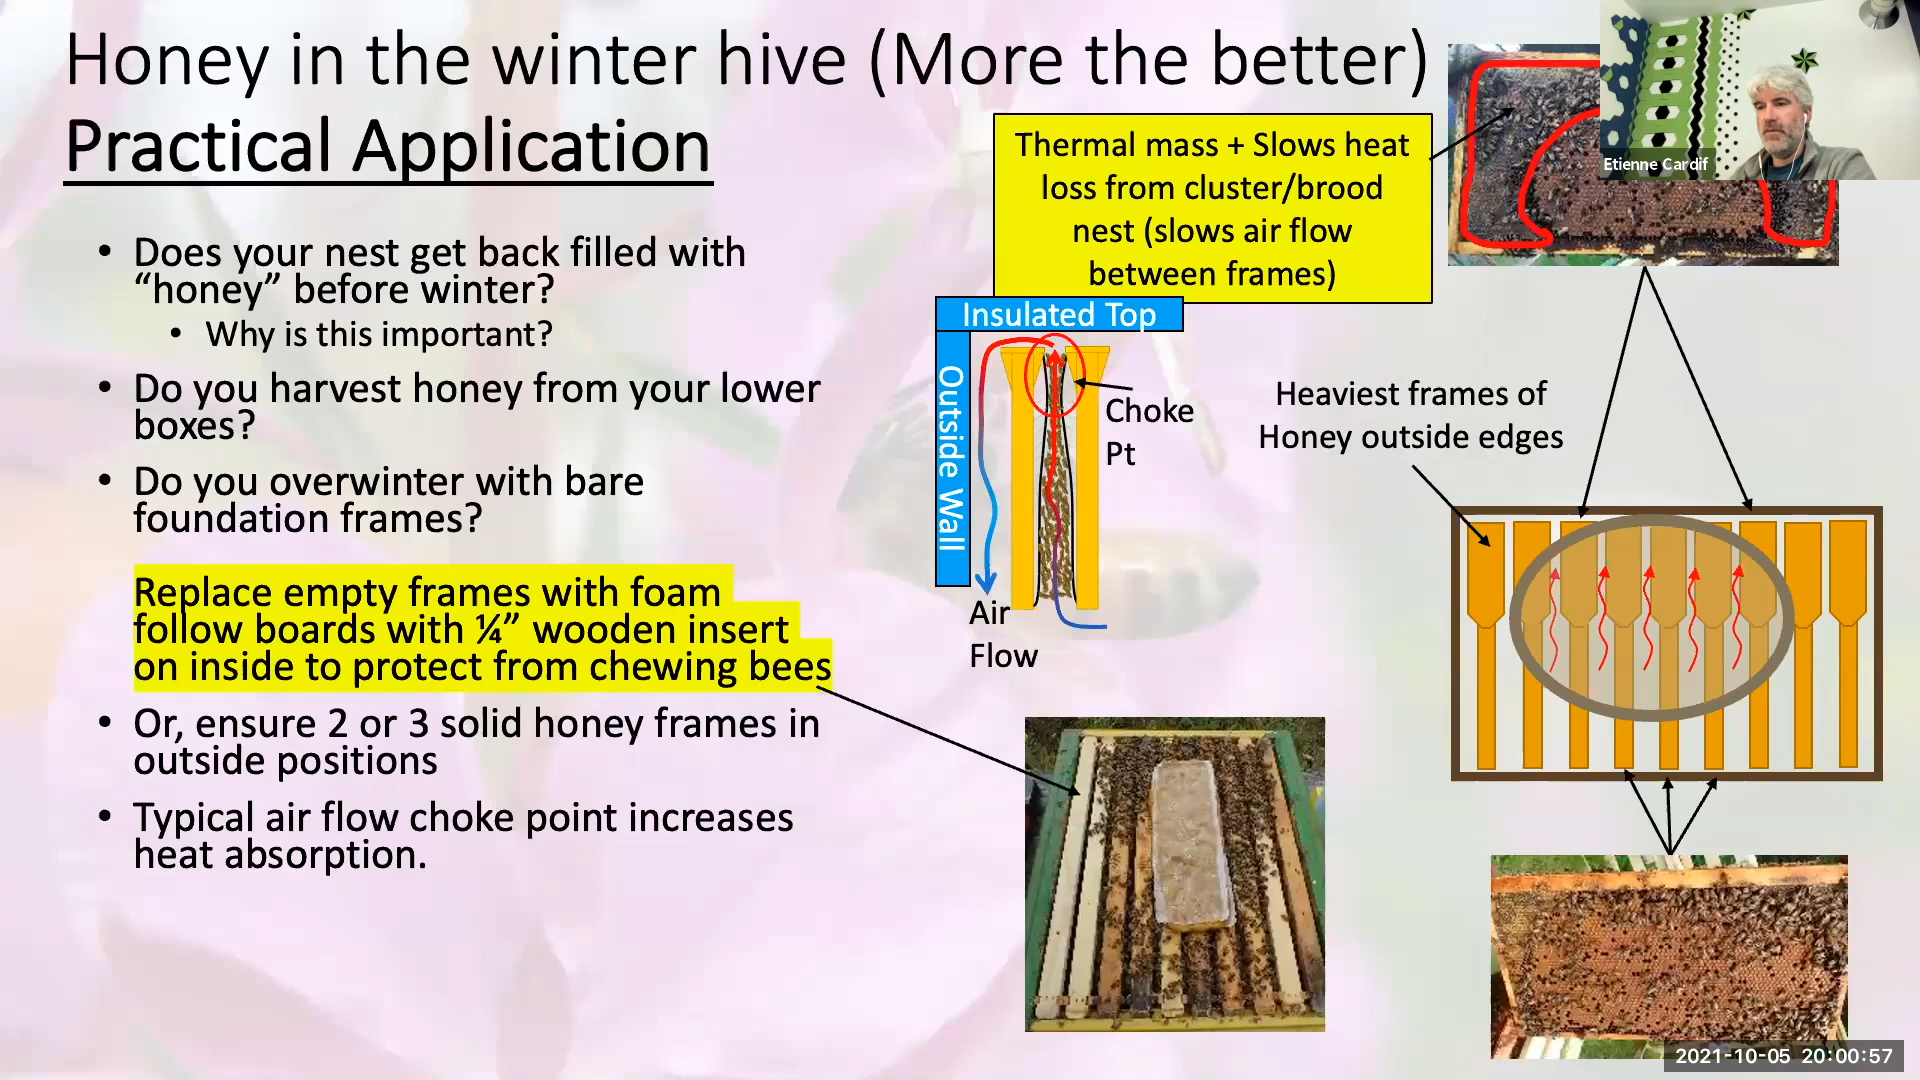 Honey in the winter hive (More the better)
Practical Application
• Does your nest get back filled with
“honey” before winter?
• Why is this important?
• Do you harvest honey from your lower
boxes?
• Do you overwinter with bare
foundation frames?
Replace empty frames with foam
follow boards with ¼” wooden insert
on inside to protect from chewing bees
• Or, ensure 2 or 3 solid honey frames in
outside positions
• Typical air flow choke point increases
heat absorption.
Thermal mass + Slows heat
loss from cluster/brood
nest (slows air flow
between frames)
Insulated Top
Outside Wall
Choke
Pt
Air
Flow
Heaviest frames of
Honey outside edges
Etienne Cardif
2021-10-05 20:00:57